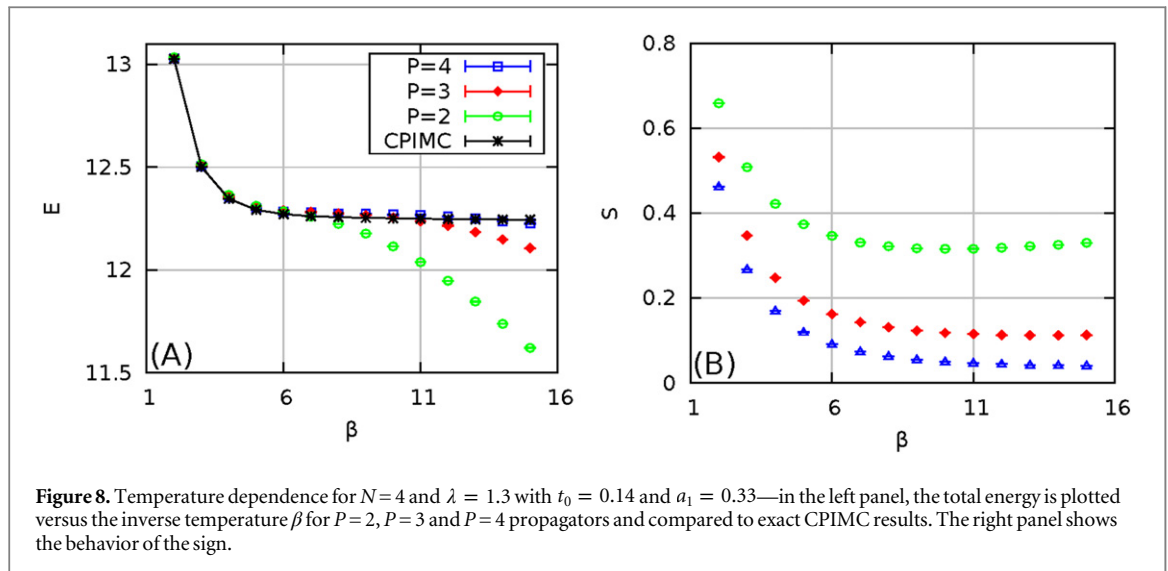 13
12.5
12
11.5
E
P=4
P=3
P=2
CPIMC
(A)
1 6 11 16
β
0.8
0.6
0.4
0.2
0
S
(B)
1 6 11 16
β
Figure 8. Temperature dependence for N = 4 and λ = 1.3 with t₀ = 0.14 and a₁ = 0.33—in the left panel, the total energy is plotted
versus the inverse temperature β for P = 2, P = 3 and P = 4 propagators and compared to exact CPIMC results. The right panel shows
the behavior of the sign.